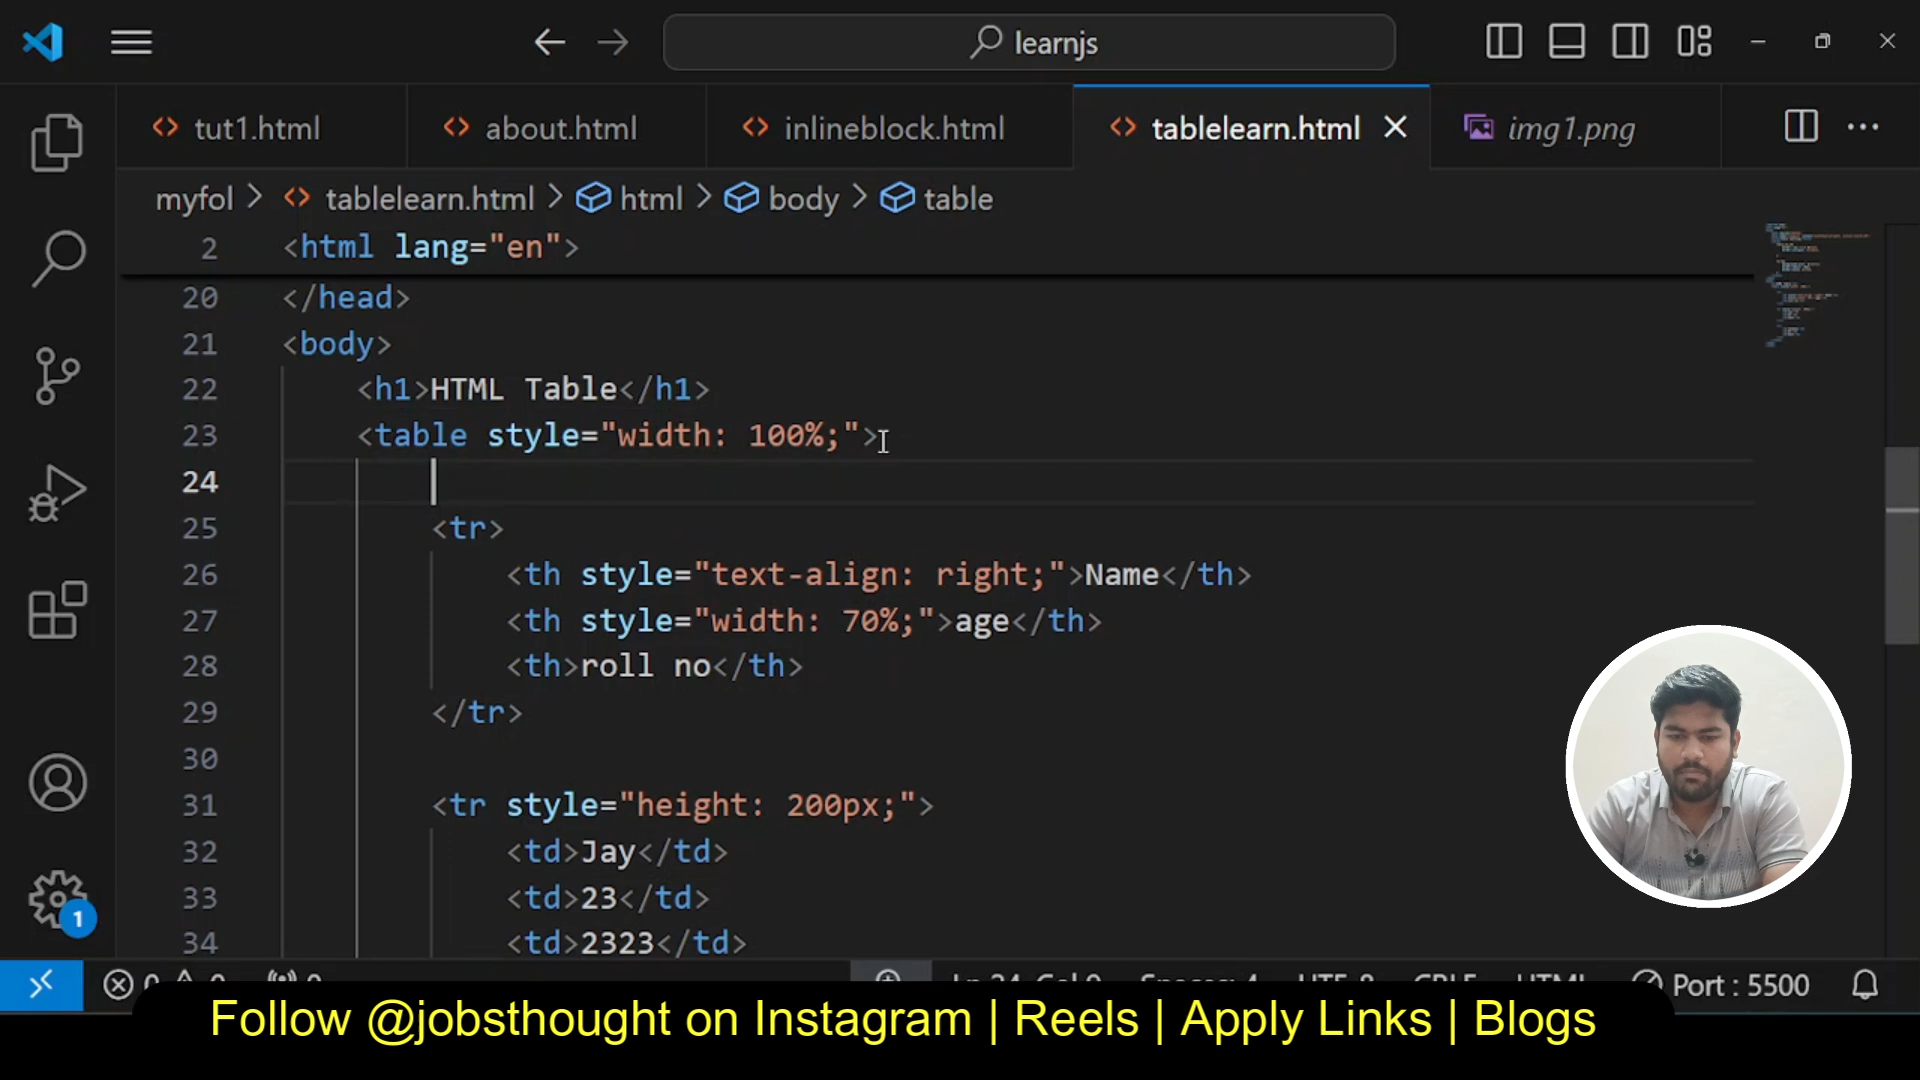 learnjs
tut1.html
about.html
inlineblock.html
tablelearn.html
img1.png
myfol > tablelearn.html > html > body > table
2 <html lang="en">
20 </head>
21 <body>
22 <h1>HTML Table</h1>
23 <table style="width: 100%;">
24
25 <tr>
26 <th style="text-align: right;">Name</th>
27 <th style="width: 70%;">age</th>
28 <th>roll no</th>
29 </tr>
30
31 <tr style="height: 200px;">
32 <td>Jay</td>
33 <td>23</td>
34 <td>2323</td>
1
Port : 5500
Follow @jobsthought on Instagram | Reels | Apply Links | Blogs